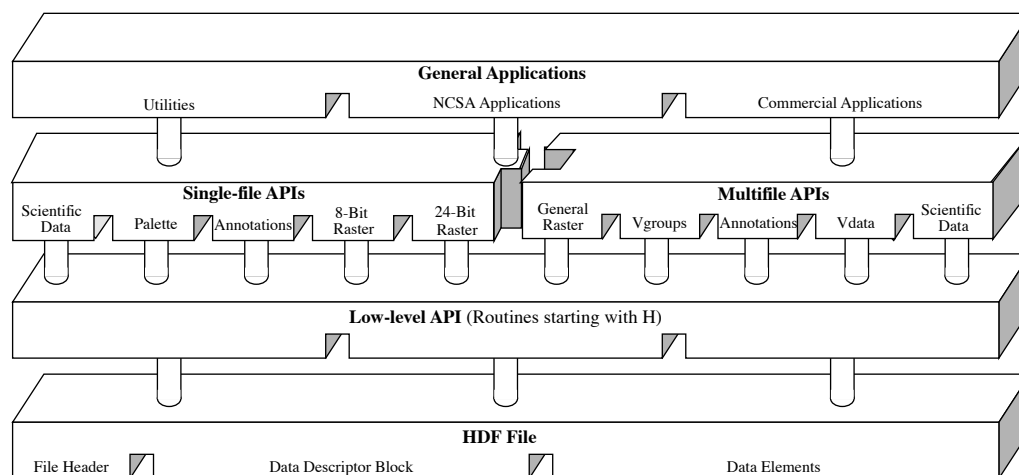 General Applications
Utilities
NCSA Applications
Commercial Applications
Single-file APIs
Scientific
Data
Palette
Annotations
8-Bit
Raster
24-Bit
Raster
Multifile APIs
General
Raster
Vgroups
Annotations
Vdata
Scientific
Data
Low-level API (Routines starting with H)
HDF File
File Header
Data Descriptor Block
Data Elements